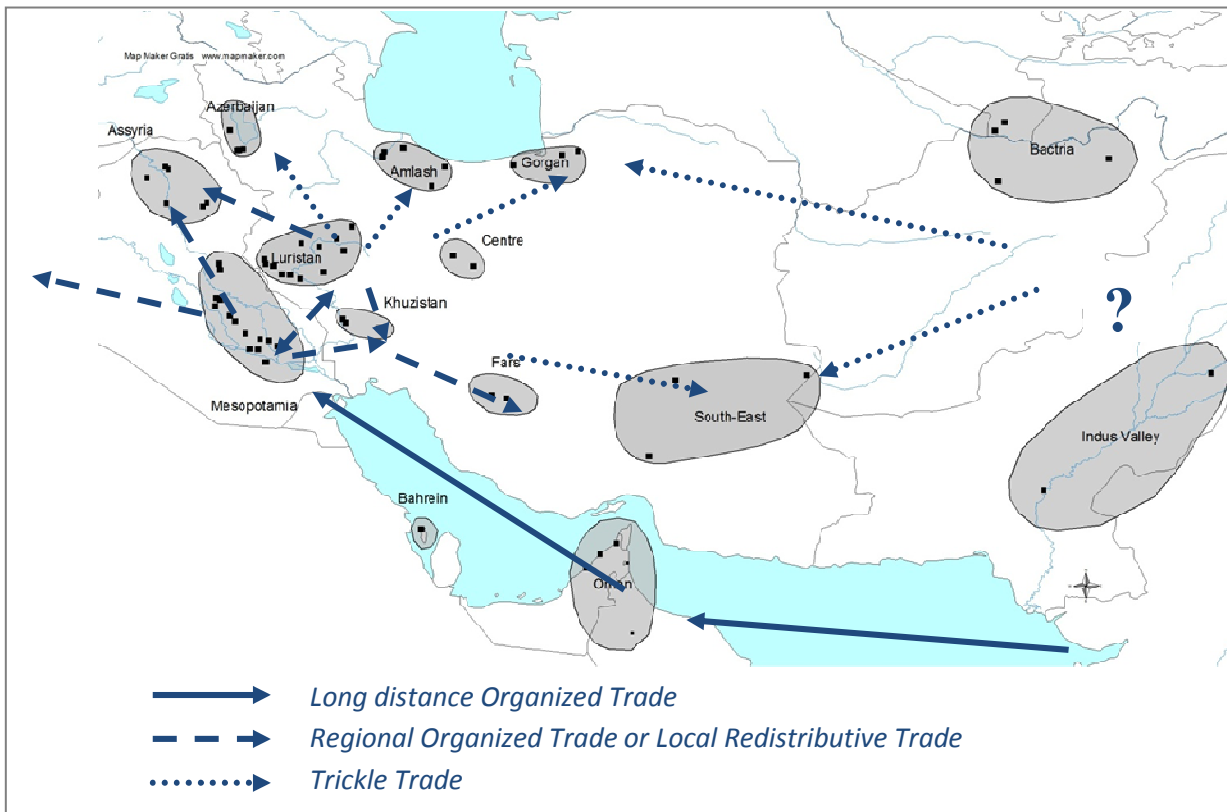 Map Maker Gratis www.mapmaker.com
Azerbaijan
Assyria
Amlash
Gorgan
Bactria
Luristan
Centre
Khuzistan
?
Fars
Mesopotamia
South-East
Indus Valley
Bahrein
Oman
Long distance Organized Trade
Regional Organized Trade or Local Redistributive Trade
Trickle Trade